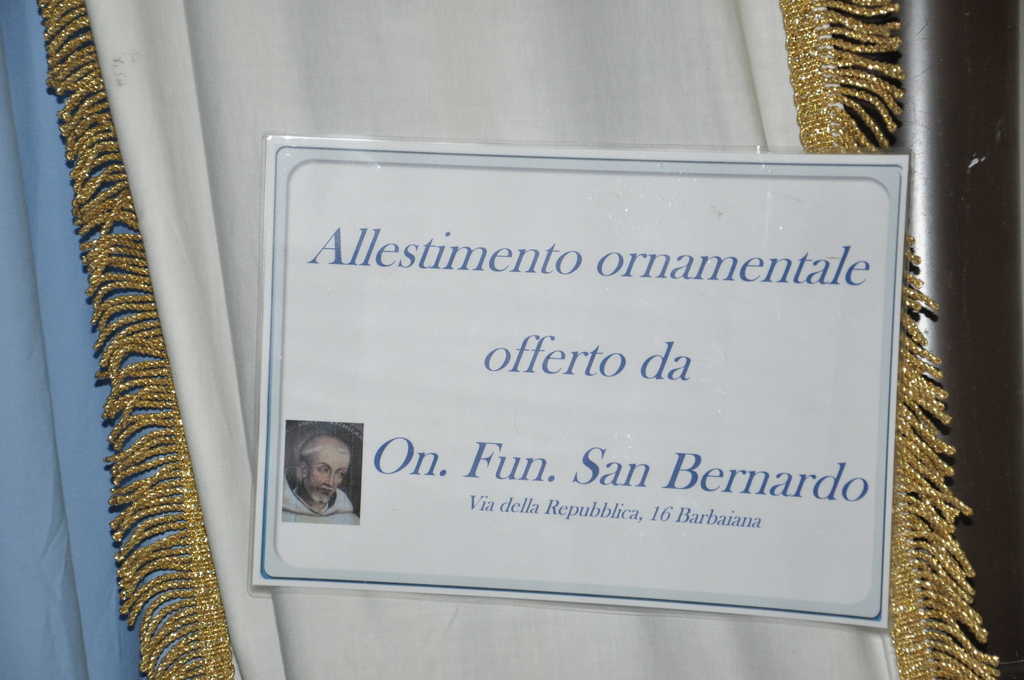 Allestimento ornamentale
offerto da
On. Fun. San Bernardo
Via della Repubblica, 16 Barbaiana